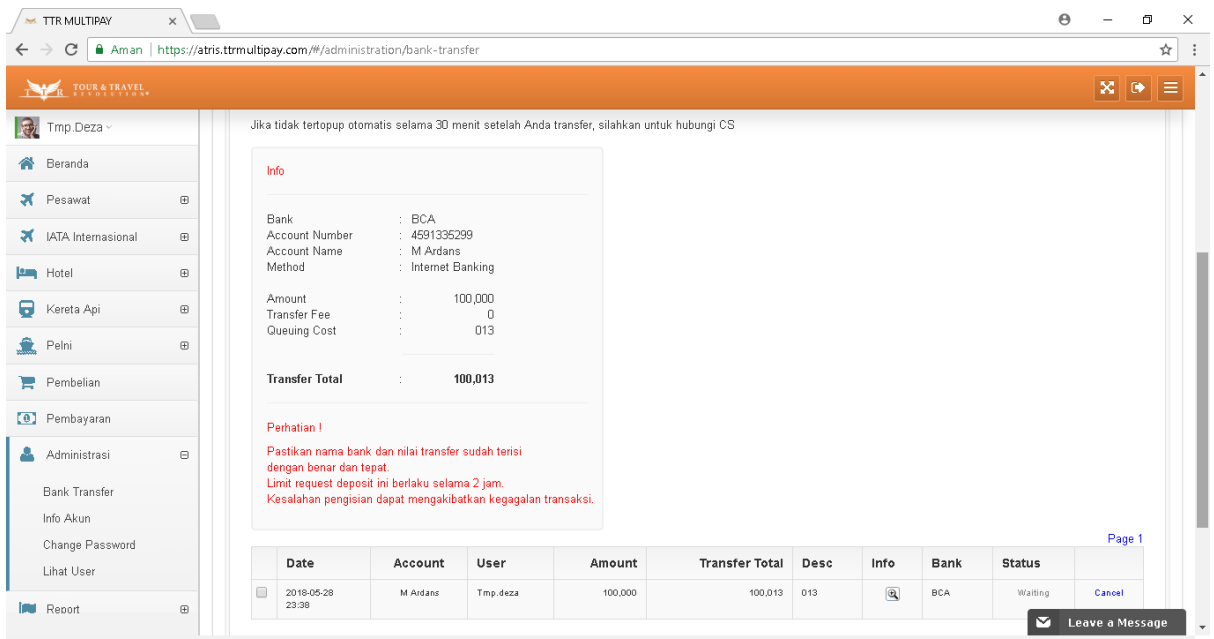 TTR MULTIPAY
Aman | https://atris.ttrmultipay.com/#/administration/bank-transfer
TTR TOUR & TRAVEL
REVOLUTION
Tmp.Deza
Jika tidak tertopup otomatis selama 30 menit setelah Anda transfer, silahkan untuk hubungi CS
Beranda
Pesawat
IATA Internasional
Hotel
Kereta Api
Pelni
Pembelian
Pembayaran
Administrasi
Bank Transfer
Info Akun
Change Password
Lihat User
Report
Info
Bank : BCA
Account Number : 4591335299
Account Name : M Ardans
Method : Internet Banking
Amount : 100,000
Transfer Fee : 0
Queuing Cost : 013
Transfer Total : 100,013
Perhatian !
Pastikan nama bank dan nilai transfer sudah terisi
dengan benar dan tepat.
Limit request deposit ini berlaku selama 2 jam.
Kesalahan pengisian dapat mengakibatkan kegagalan transaksi.
Page 1
Date Account User Amount Transfer Total Desc Info Bank Status
2018-05-28 M Ardans Tmp.deza 100,000 100,013 013 BCA Waiting Cancel
23:38
Leave a Message